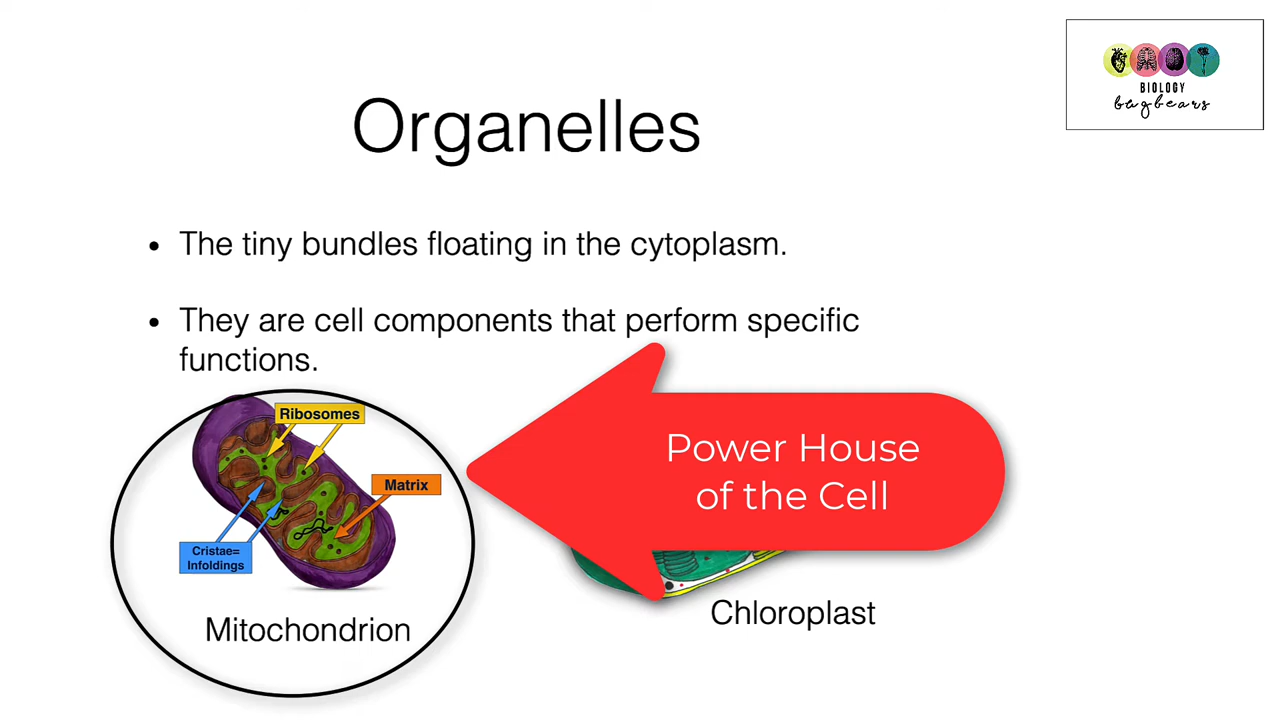 BIOLOGY
bugbears
Organelles
• The tiny bundles floating in the cytoplasm.
• They are cell components that perform specific
functions.
Ribosomes
Matrix
Cristae=
Infoldings
Mitochondrion
Power House
of the Cell
Chloroplast